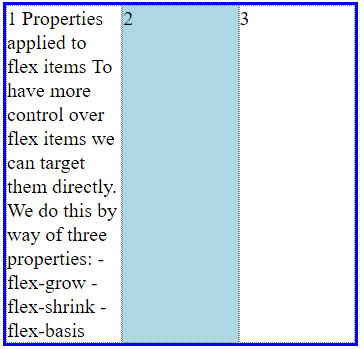 1 Properties
applied to
flex items To
have more
control over
flex items we
can target
them directly.
We do this by
way of three
properties: -
flex-grow -
flex-shrink -
flex-basis
2
3